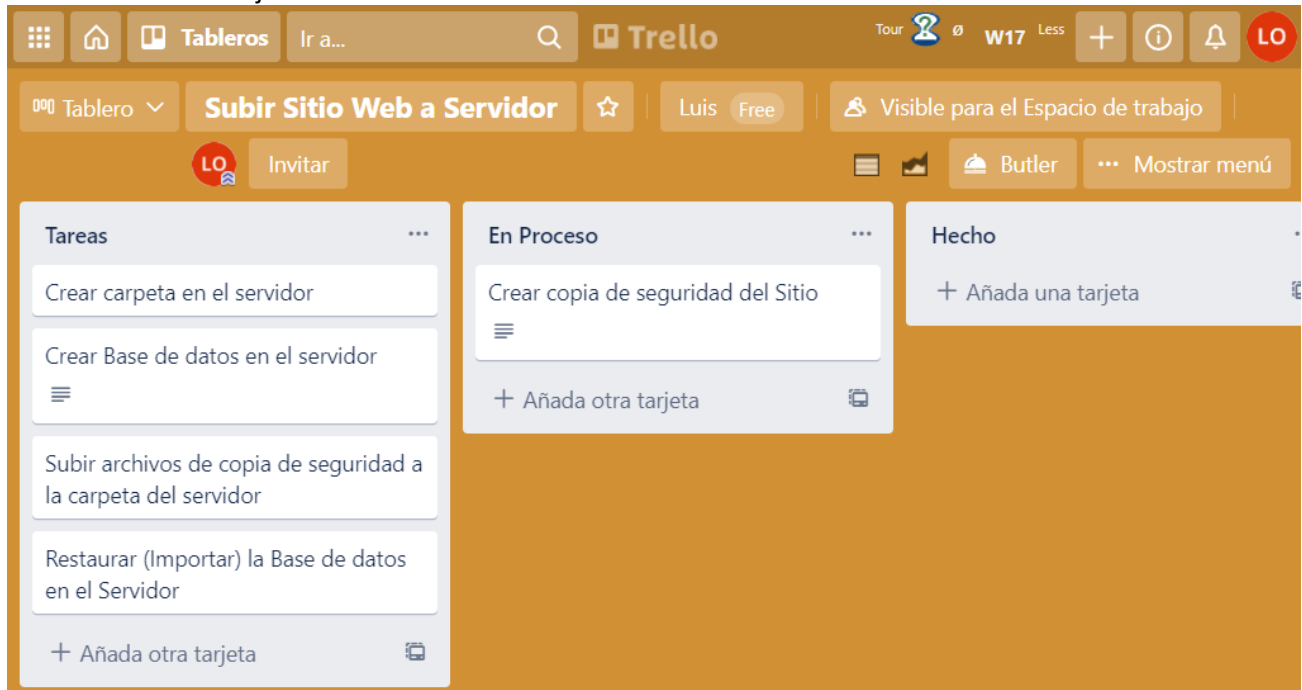 Tableros
Ir a...
Trello
Tour
ø
W17
Less
LO
Tablero
Subir Sitio Web a Servidor
Luis
Free
Visible para el Espacio de trabajo
LO
Invitar
Butler
Mostrar menú
Tareas
Crear carpeta en el servidor
Crear Base de datos en el servidor
Subir archivos de copia de seguridad a
la carpeta del servidor
Restaurar (Importar) la Base de datos
en el Servidor
+ Añada otra tarjeta
En Proceso
Crear copia de seguridad del Sitio
+ Añada otra tarjeta
Hecho
+ Añada una tarjeta